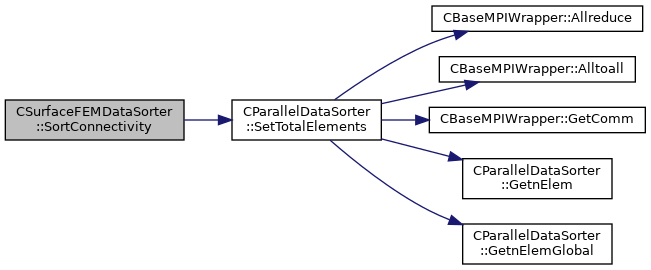 CSurfaceFEMDataSorter
::SortConnectivity
CParallelDataSorter
::SetTotalElements
CBaseMPIWrapper::Allreduce
CBaseMPIWrapper::Alltoall
CBaseMPIWrapper::GetComm
CParallelDataSorter
::GetnElem
CParallelDataSorter
::GetnElemGlobal